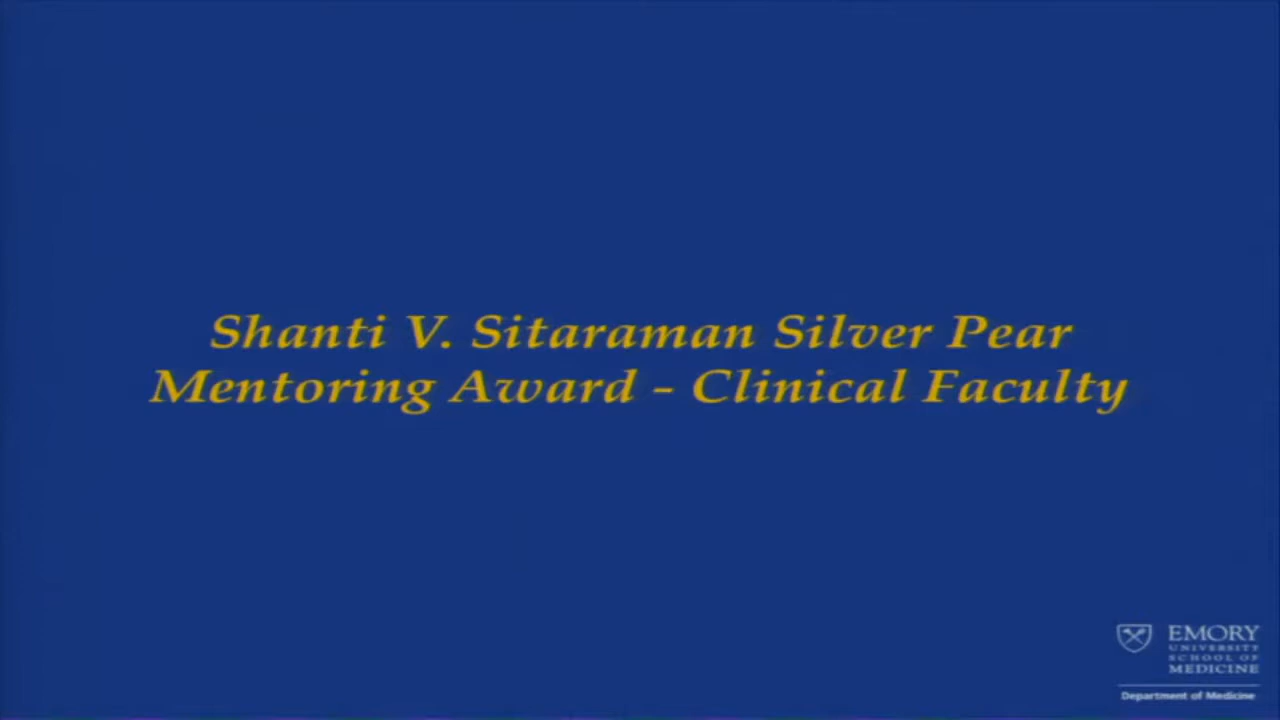 Shanti V. Sitaraman Silver Pear
Mentoring Award - Clinical Faculty
EMORY
UNIVERSITY
SCHOOL OF
MEDICINE
Department of Medicine